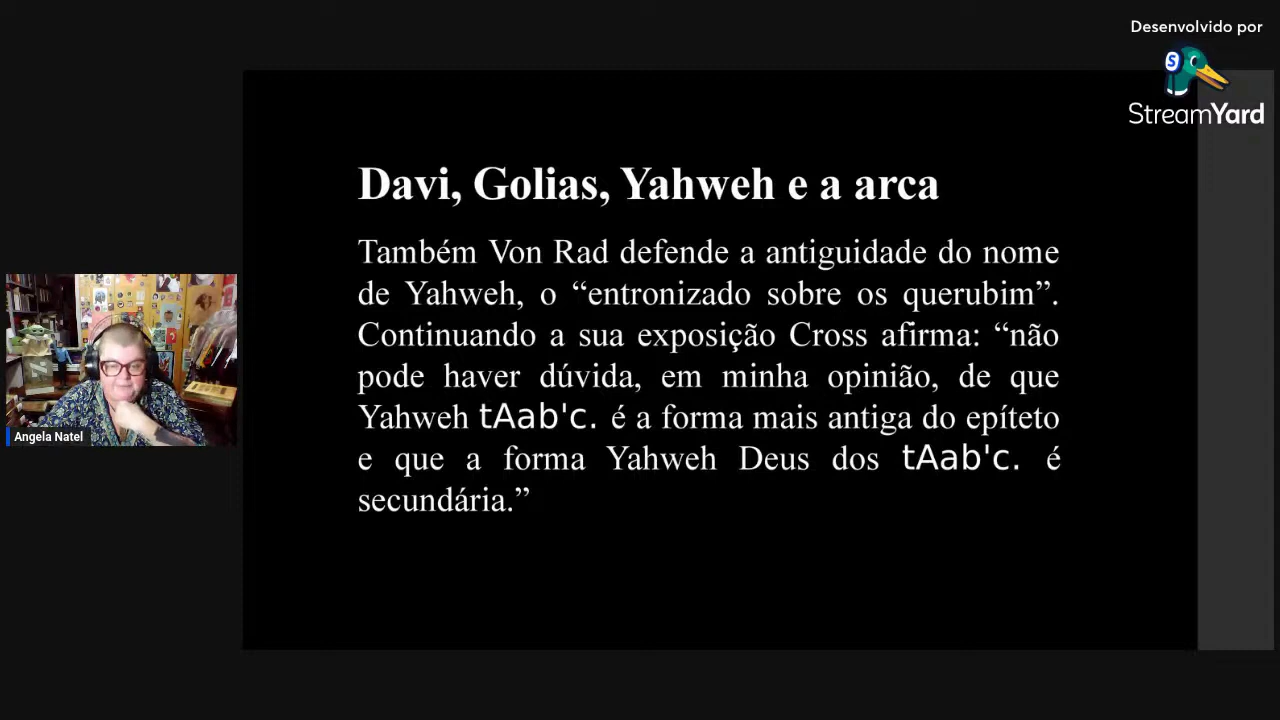 Desenvolvido por
StreamYard
Davi, Golias, Yahweh e a arca
Também Von Rad defende a antiguidade do nome
de Yahweh, o “entronizado sobre os querubim”.
Continuando a sua exposição Cross afirma: “não
pode haver dúvida, em minha opinião, de que
Yahweh tAab'c. é a forma mais antiga do epíteto
e que a forma Yahweh Deus dos tAab'c. é
secundária.”
Angela Natel